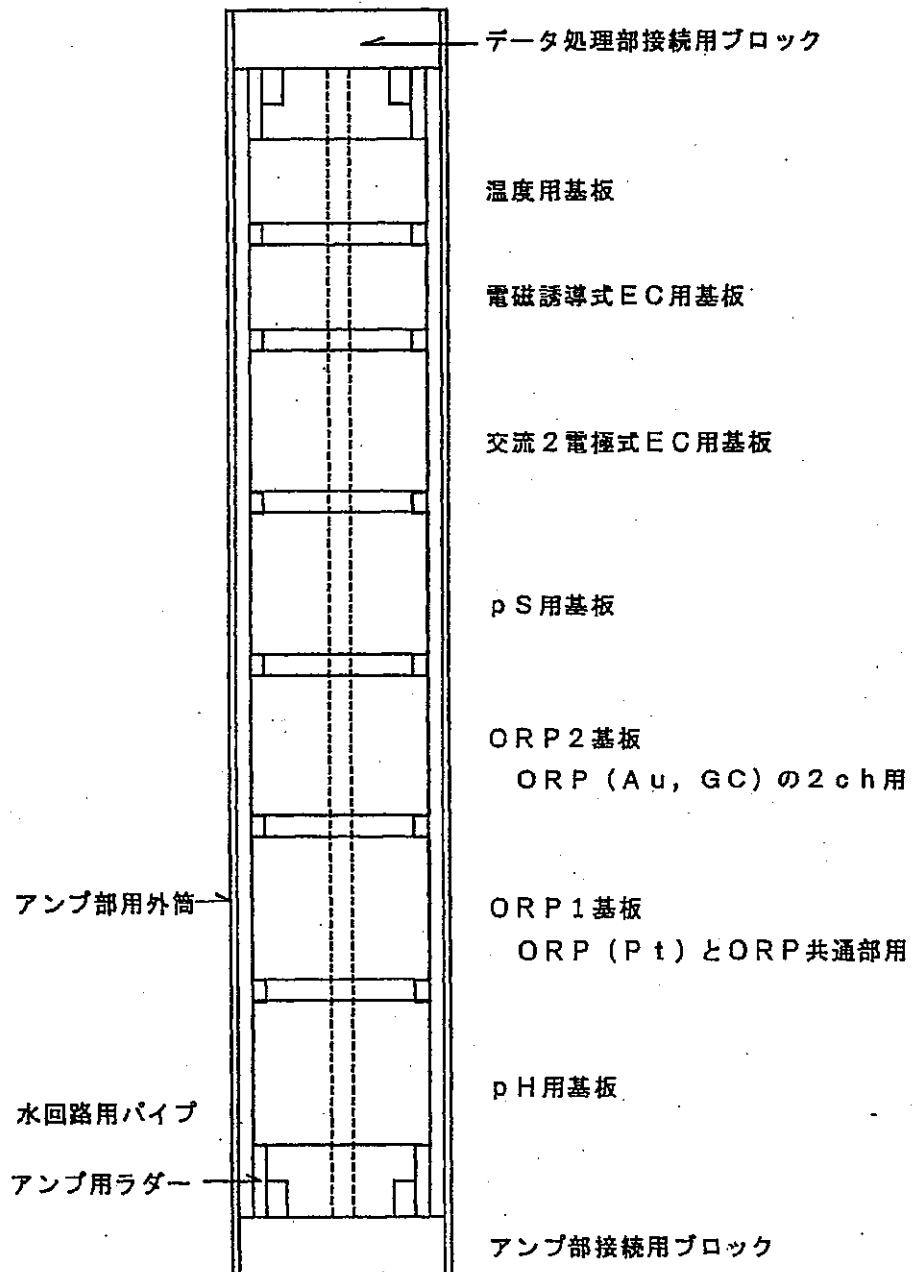 データ処理部接続用ブロック
温度用基板
電磁誘導式EC用基板
交流2電極式EC用基板
pS用基板
ORP2基板
ORP(Au, GC)の2ch用
アンプ部用外筒
ORP1基板
ORP(Pt)とORP共通部用
pH用基板
水回路用パイプ
アンプ用ラダー
アンプ部接続用ブロック